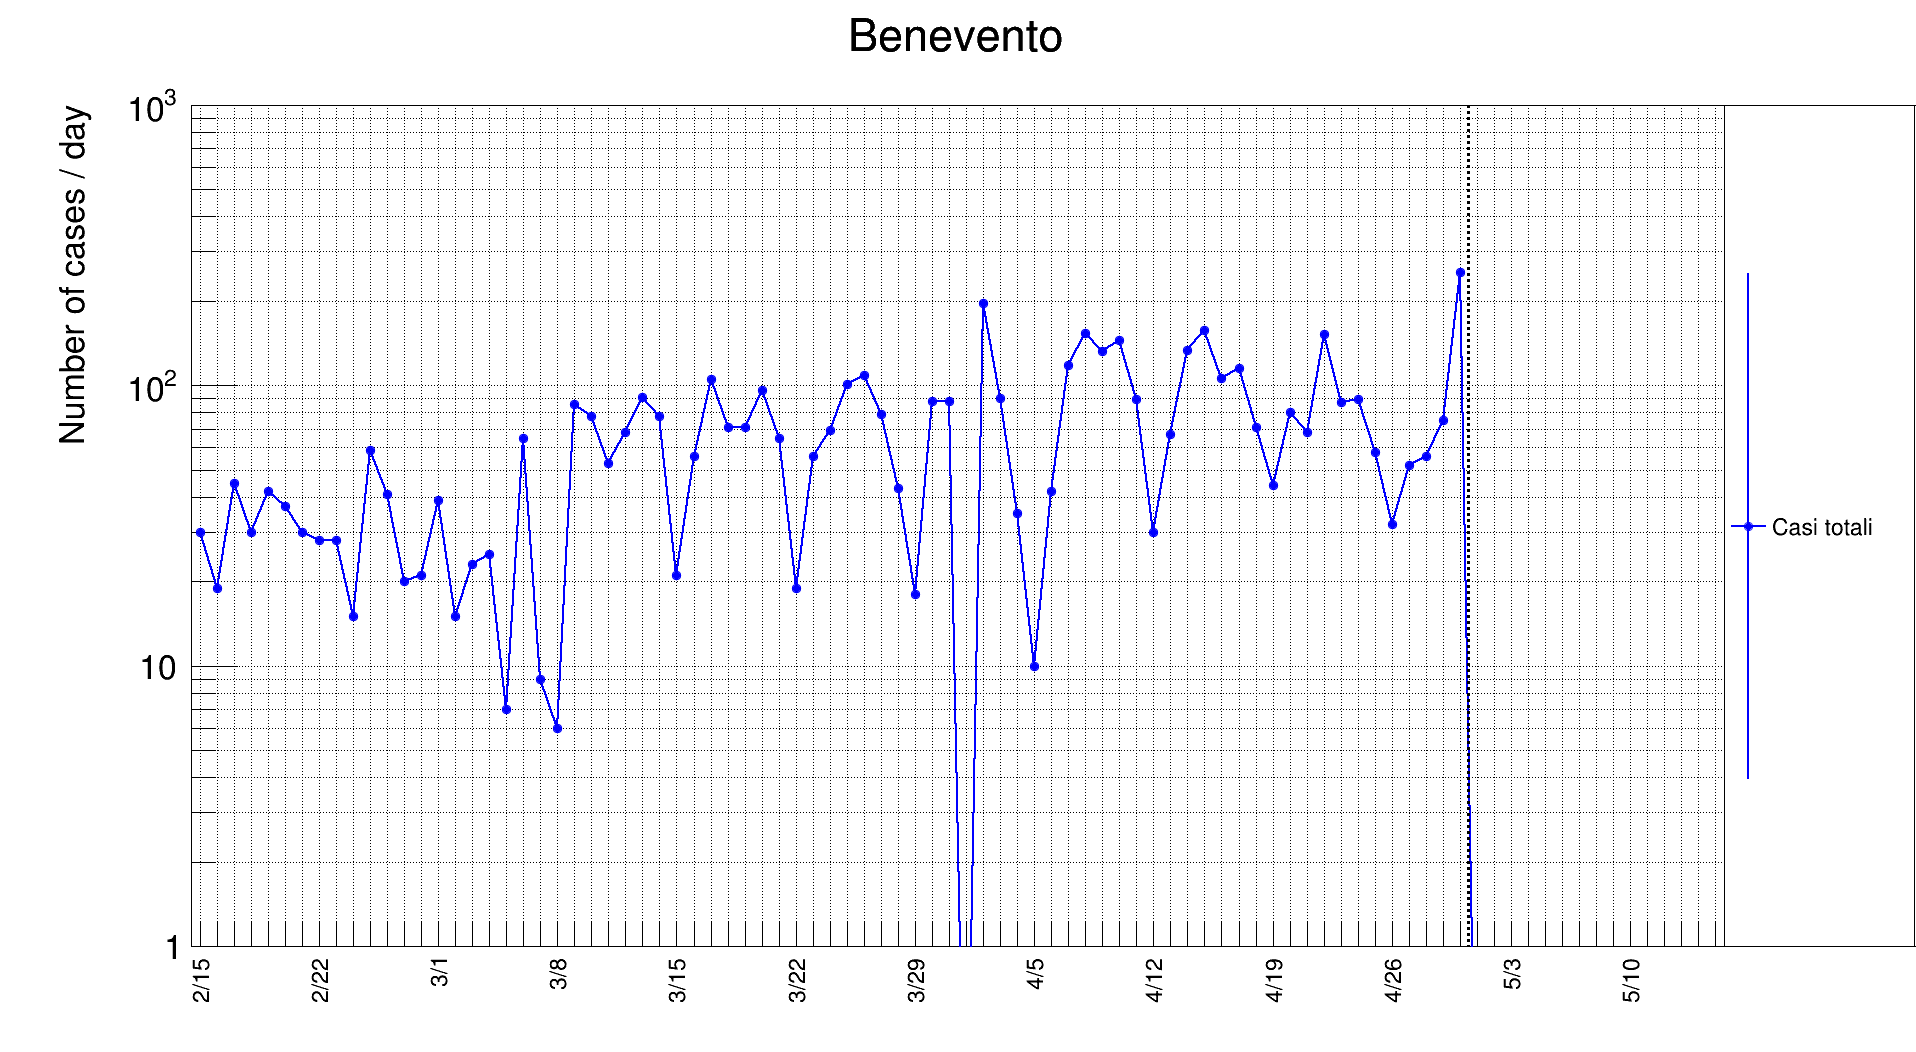 Benevento
Number of cases / day
10³
10²
10
1
2/15 2/22 3/1 3/8 3/15 3/22 3/29 4/5 4/12 4/19 4/26 5/3 5/10
Casi totali